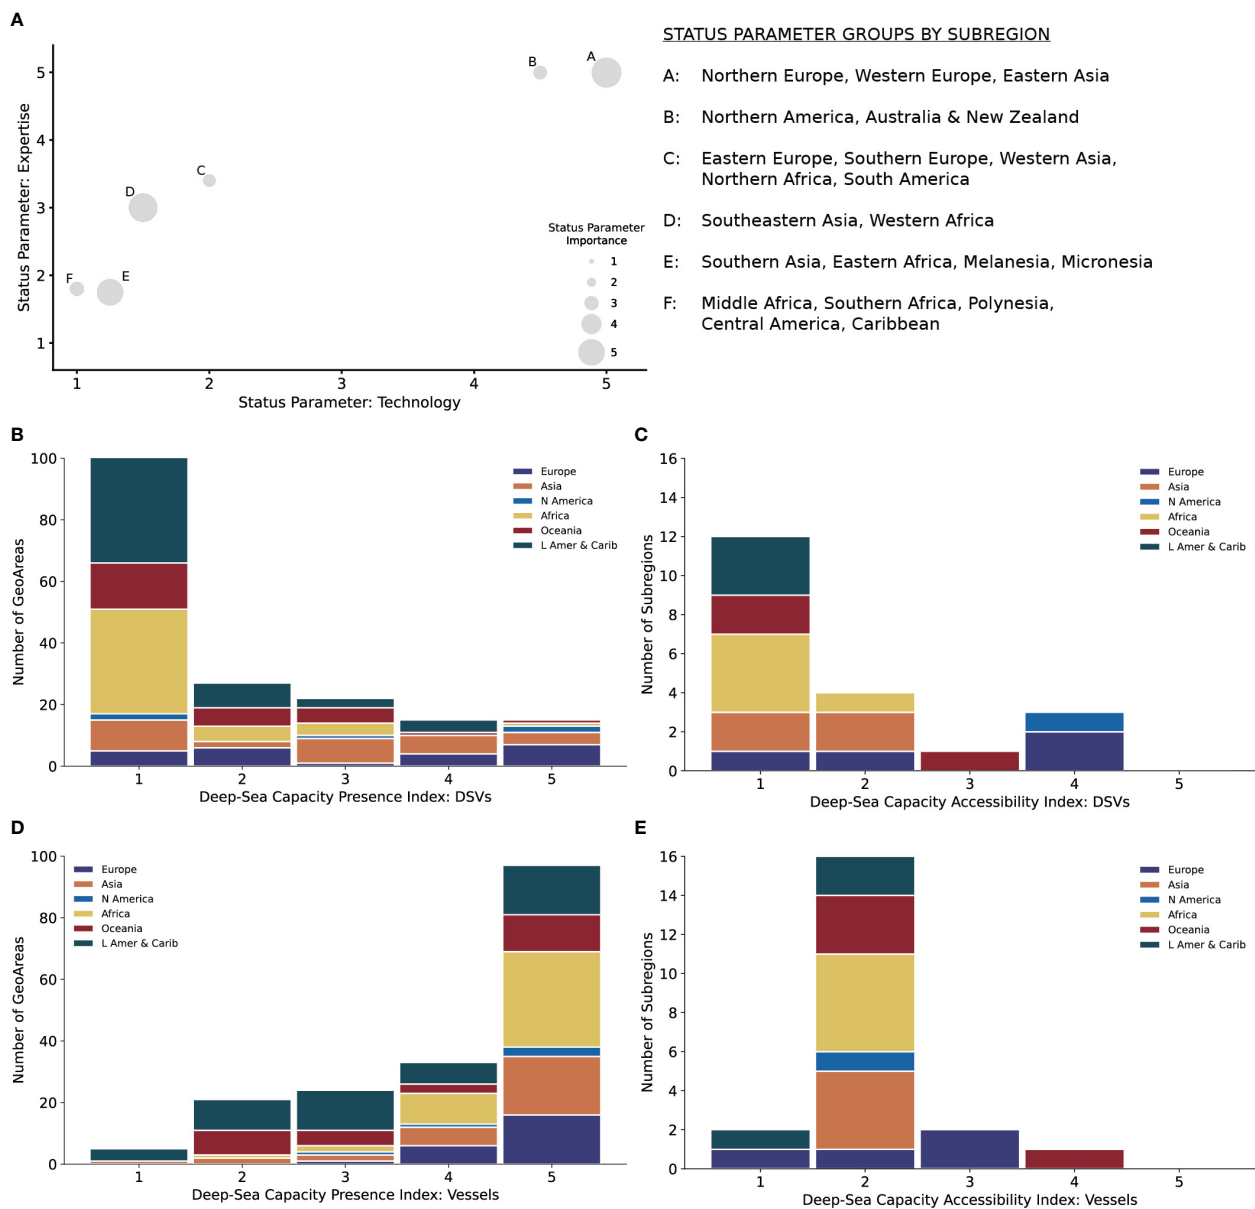 A
5
4
3
2
1
Status Parameter: Expertise
1
2
3
4
5
Status Parameter: Technology
A
B
C
D
E
F
Status Parameter
Importance
1
2
3
4
5
STATUS PARAMETER GROUPS BY SUBREGION
A: Northern Europe, Western Europe, Eastern Asia
B: Northern America, Australia & New Zealand
C: Eastern Europe, Southern Europe, Western Asia,
Northern Africa, South America
D: Southeastern Asia, Western Africa
E: Southern Asia, Eastern Africa, Melanesia, Micronesia
F: Middle Africa, Southern Africa, Polynesia,
Central America, Caribbean
B
100
80
60
40
20
0
Number of GeoAreas
1
2
3
4
5
Deep-Sea Capacity Presence Index: DSVs
Europe
Asia
N America
Africa
Oceania
L Amer & Carib
C
16
14
12
10
8
6
4
2
0
Number of Subregions
1
2
3
4
5
Deep-Sea Capacity Accessibility Index: DSVs
Europe
Asia
N America
Africa
Oceania
L Amer & Carib
D
100
80
60
40
20
0
Number of GeoAreas
1
2
3
4
5
Deep-Sea Capacity Presence Index: Vessels
Europe
Asia
N America
Africa
Oceania
L Amer & Carib
E
16
14
12
10
8
6
4
2
0
Number of Subregions
1
2
3
4
5
Deep-Sea Capacity Accessibility Index: Vessels
Europe
Asia
N America
Africa
Oceania
L Amer & Carib